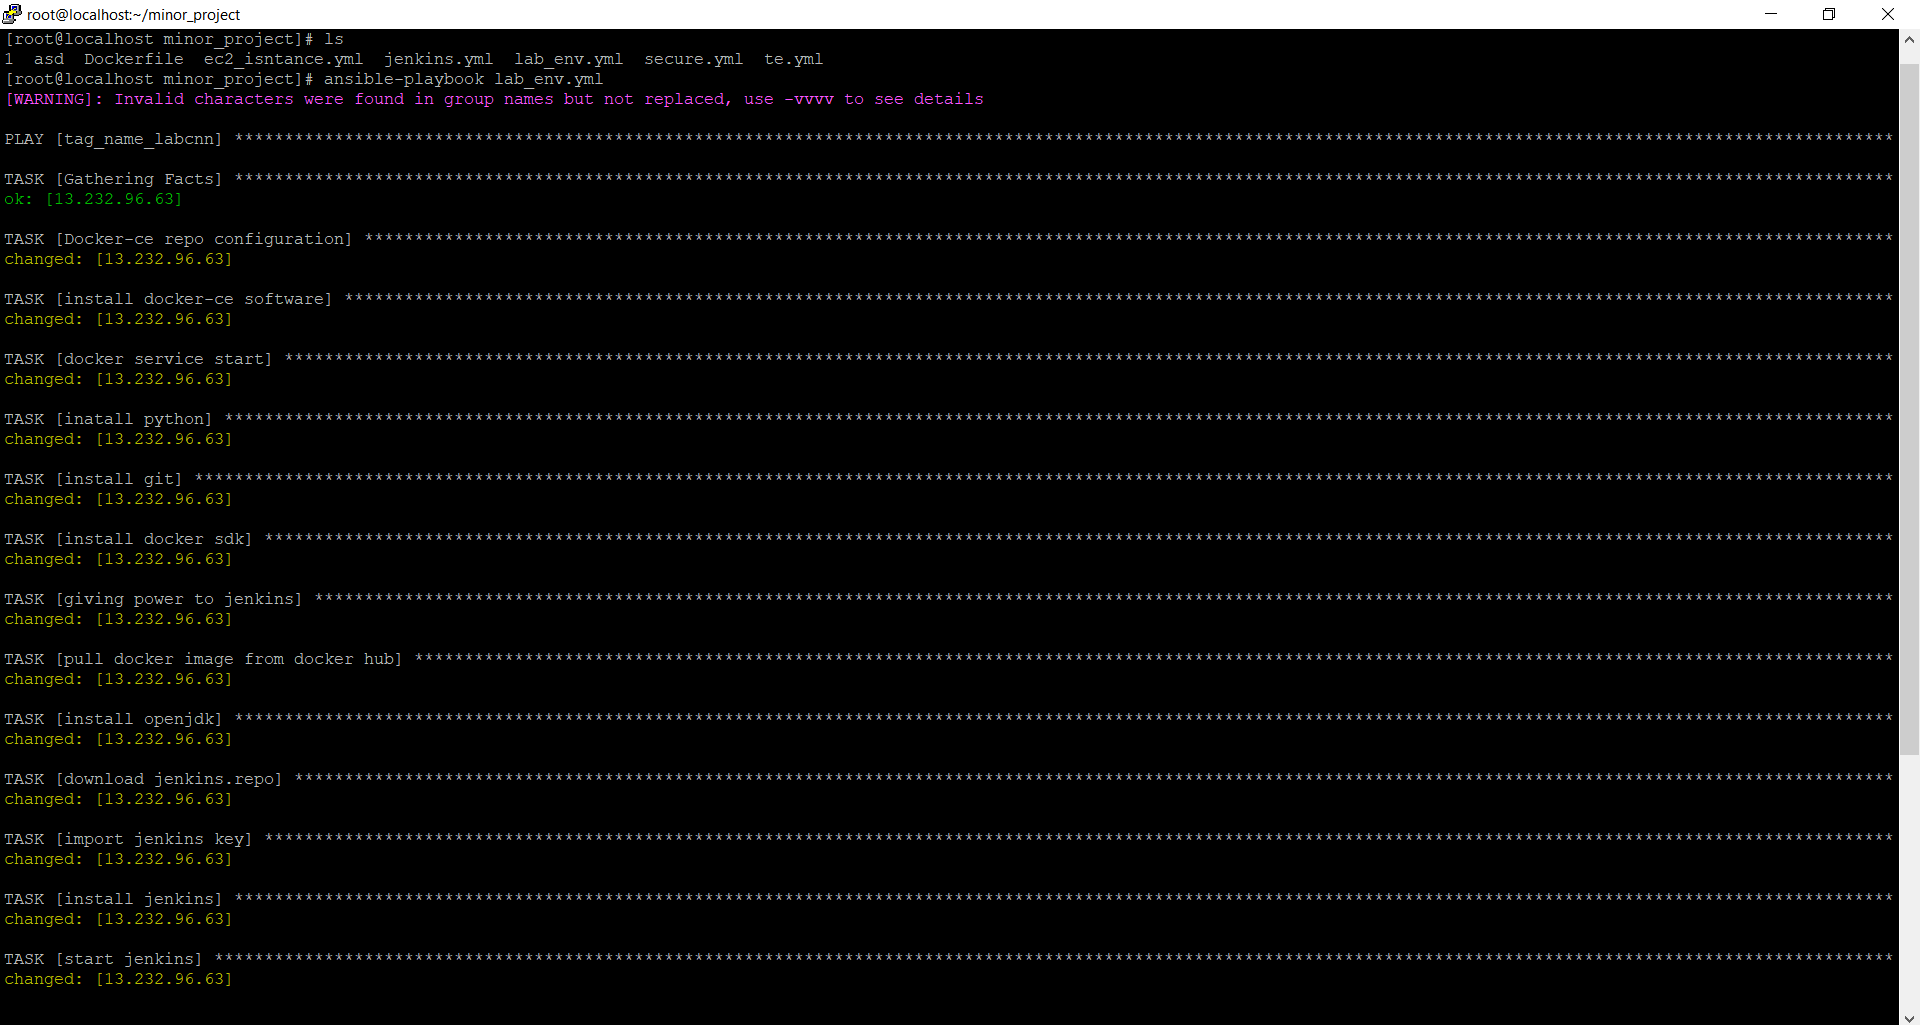 root@localhost:~/minor_project
[root@localhost minor_project]# ls
1  asd  Dockerfile  ec2_isntance.yml  jenkins.yml  lab_env.yml  secure.yml  te.yml
[root@localhost minor_project]# ansible-playbook lab_env.yml
[WARNING]: Invalid characters were found in group names but not replaced, use -vvvv to see details
PLAY [tag_name_labcnn] **********************************************************************************************************************************************************************
TASK [Gathering Facts] **********************************************************************************************************************************************************************
ok: [13.232.96.63]
TASK [Docker-ce repo configuration] *********************************************************************************************************************************************************
changed: [13.232.96.63]
TASK [install docker-ce software] ***********************************************************************************************************************************************************
changed: [13.232.96.63]
TASK [docker service start] *****************************************************************************************************************************************************************
changed: [13.232.96.63]
TASK [inatall python] ***********************************************************************************************************************************************************************
changed: [13.232.96.63]
TASK [install git] **************************************************************************************************************************************************************************
changed: [13.232.96.63]
TASK [install docker sdk] *******************************************************************************************************************************************************************
changed: [13.232.96.63]
TASK [giving power to jenkins] **************************************************************************************************************************************************************
changed: [13.232.96.63]
TASK [pull docker image from docker hub] ****************************************************************************************************************************************************
changed: [13.232.96.63]
TASK [install openjdk] **********************************************************************************************************************************************************************
changed: [13.232.96.63]
TASK [download jenkins.repo] ****************************************************************************************************************************************************************
changed: [13.232.96.63]
TASK [import jenkins key] *******************************************************************************************************************************************************************
changed: [13.232.96.63]
TASK [install jenkins] **********************************************************************************************************************************************************************
changed: [13.232.96.63]
TASK [start jenkins] ************************************************************************************************************************************************************************
changed: [13.232.96.63]